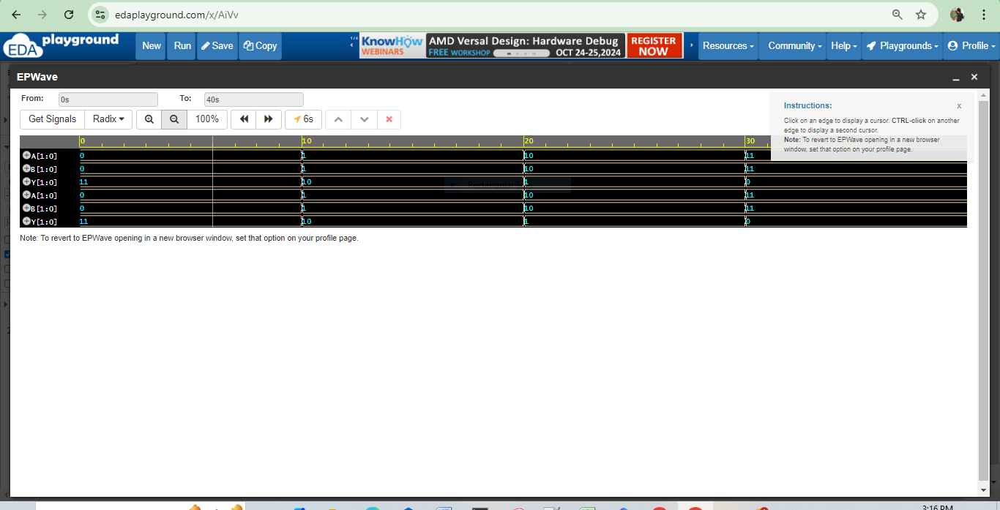 edaplayground.com/x/AiVv
EDA playground
New Run Save Copy
1/4
KnowHow WEBINARS
AMD Versal Design: Hardware Debug
FREE WORKSHOP OCT 24-25,2024
REGISTER NOW
Resources Community Help Playgrounds Profile
EPWave
From: 0s To: 40s
Get Signals Radix 100% 6s
Instructions: x
Click on an edge to display a cursor. CTRL-click on another
edge to display a second cursor.
Note: To revert to EPWave opening in a new browser
window, set that option on your profile page.
0 10 20 30
A[1:0] 0 1 10 11
B[1:0] 0 1 10 11
Y[1:0] 11 10 1 0
A[1:0] 0 1 10 11
B[1:0] 0 1 10 11
Y[1:0] 11 10 1 0
Note: To revert to EPWave opening in a new browser window, set that option on your profile page.
3:16 PM